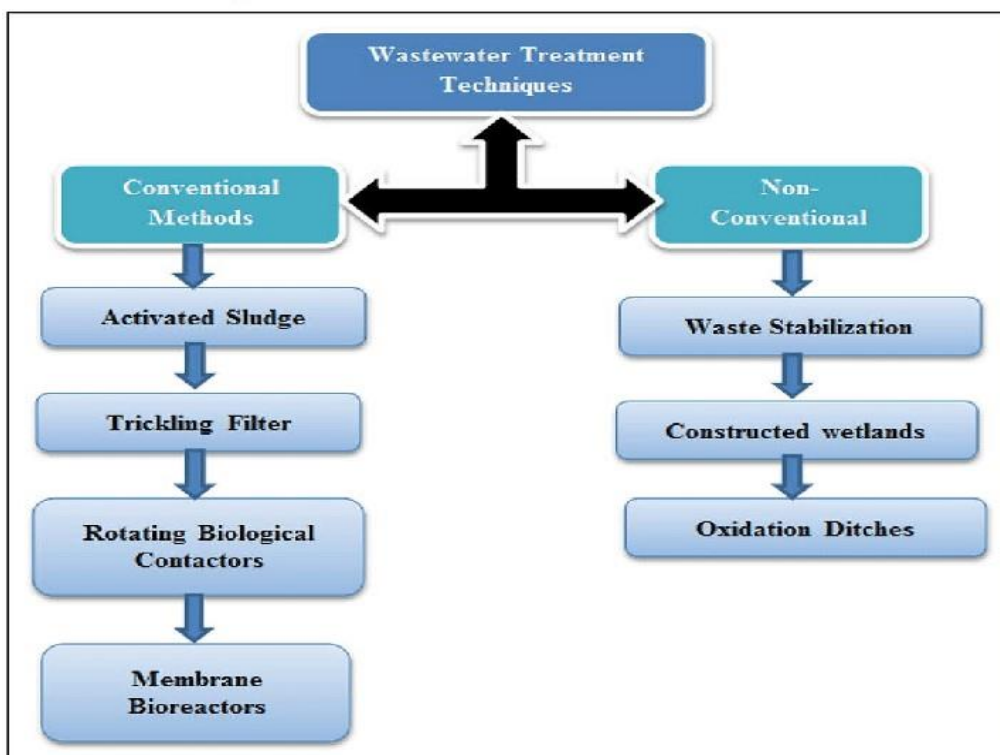 Wastewater Treatment
Techniques
Conventional
Methods
Non-
Conventional
Activated Sludge
Waste Stabilization
Trickling Filter
Constructed wetlands
Rotating Biological
Contactors
Oxidation Ditches
Membrane
Bioreactors